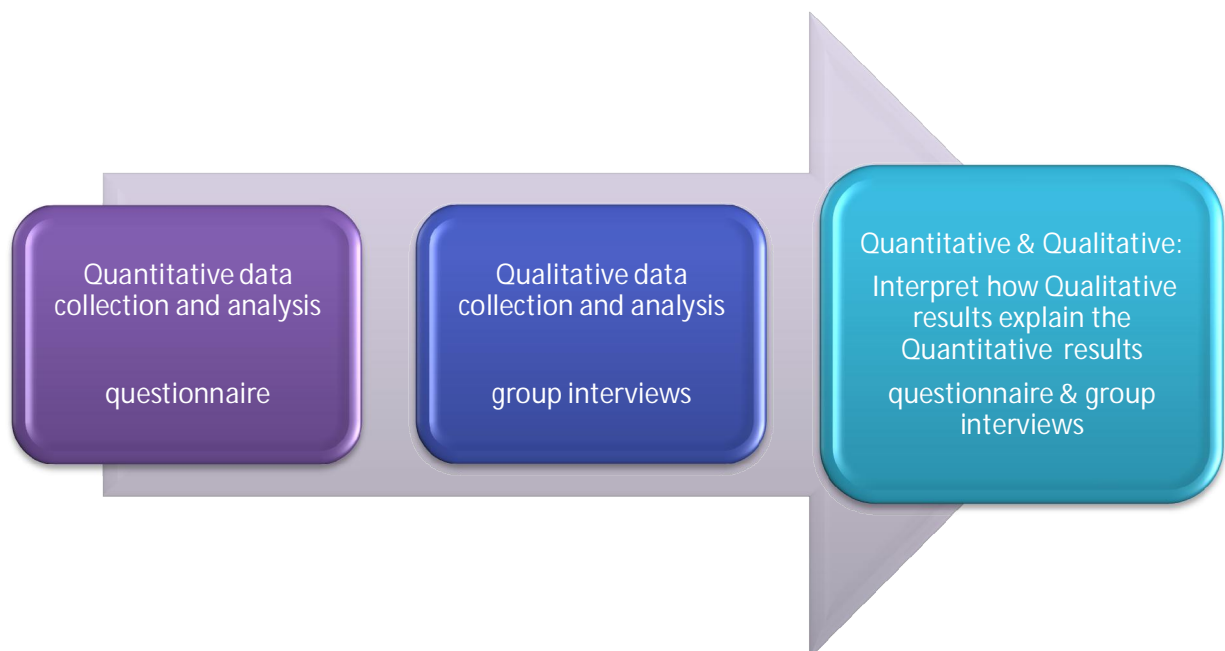 Quantitative data
collection and analysis
questionnaire
Qualitative data
collection and analysis
group interviews
Quantitative & Qualitative:
Interpret how Qualitative
results explain the
Quantitative results
questionnaire & group
interviews